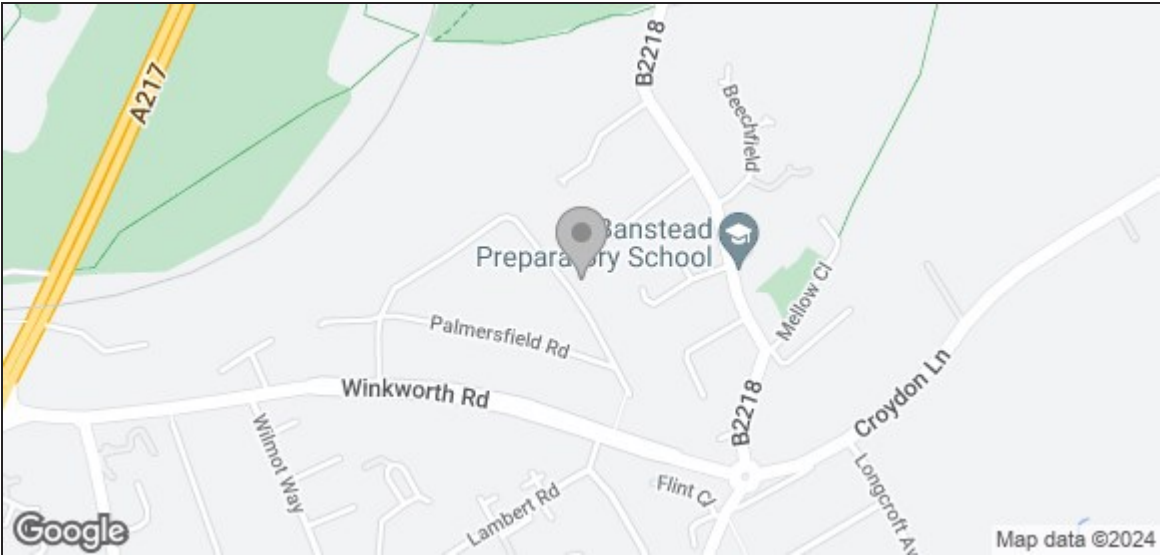 A217
B2218
Beechfield
Banstead
Preparatory School
Mellow Cl
Palmersfield Rd
Winkworth Rd
B2218
Croydon Ln
Wilmot Way
Lambert Rd
Flint Cl
Longcroft Av
Google
Map data ©2024